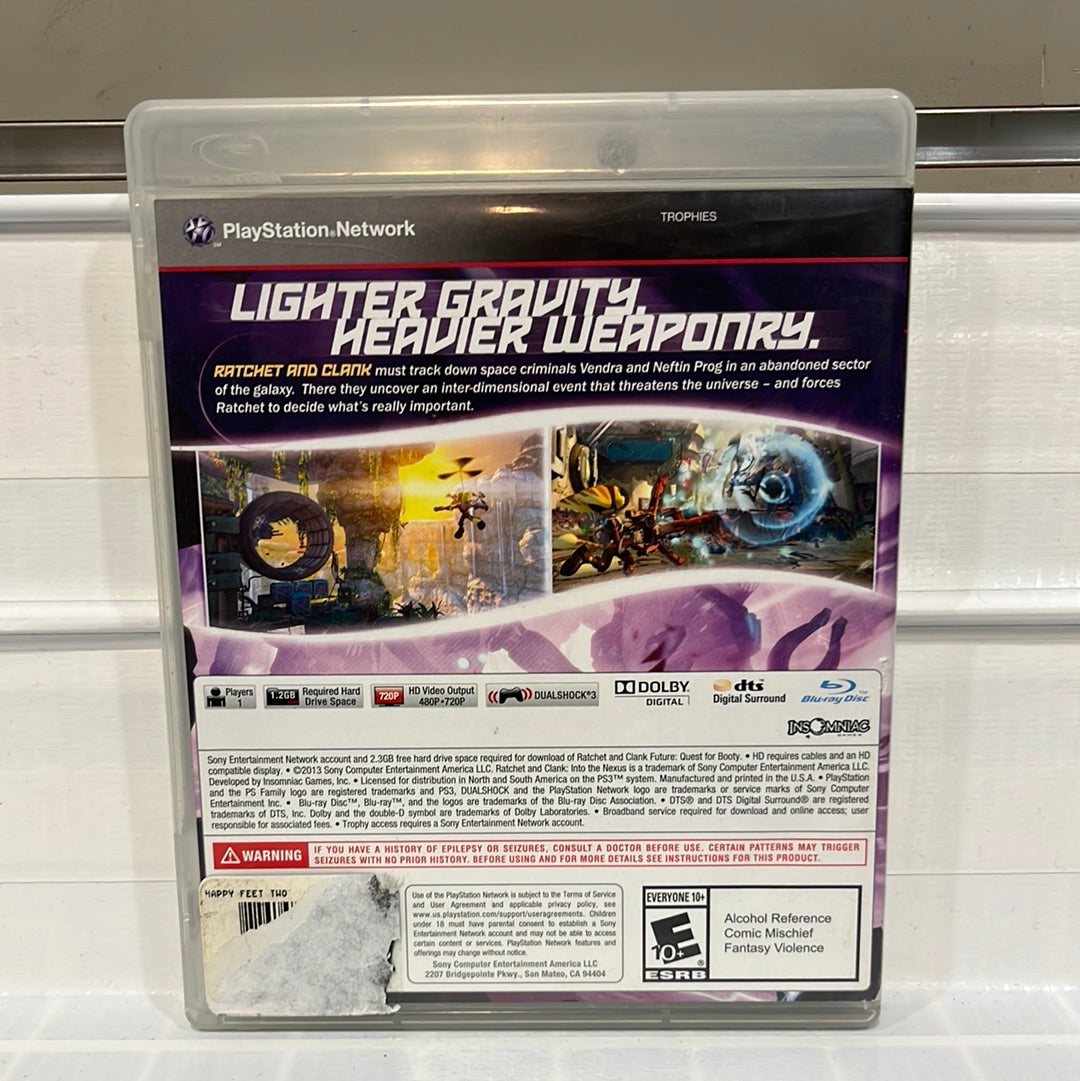 PlayStation®Network
SM
TROPHIES
LIGHTER GRAVITY.
HEAVIER WEAPONRY.
RATCHET AND CLANK must track down space criminals Vendra and Neftin Prog in an abandoned sector
of the galaxy. There they uncover an inter-dimensional event that threatens the universe – and forces
Ratchet to decide what's really important.
Players
1
1.2GB
Required Hard
Drive Space
720P
HD Video Output
480P•720P
DUALSHOCK®3
DOLBY
DIGITAL
dts
Digital Surround
Blu-ray Disc™
INSOMNIAC
GAMES
Sony Entertainment Network account and 2.3GB free hard drive space required for download of Ratchet and Clank Future: Quest for Booty. • HD requires cables and an HD
compatible display. • ©2013 Sony Computer Entertainment America LLC. Ratchet and Clank: Into the Nexus is a trademark of Sony Computer Entertainment America LLC.
Developed by Insomniac Games, Inc. • Licensed for distribution in North and South America on the PS3™ system. Manufactured and printed in the U.S.A. • PlayStation
and the PS Family logo are registered trademarks and PS3, DUALSHOCK and the PlayStation Network logo are trademarks or service marks of Sony Computer
Entertainment Inc. • Blu-ray Disc™, Blu-ray™, and the logos are trademarks of the Blu-ray Disc Association. • DTS® and DTS Digital Surround® are registered
trademarks of DTS, Inc. Dolby and the double-D symbol are trademarks of Dolby Laboratories. • Broadband service required for download and online access; user
responsible for associated fees. • Trophy access requires a Sony Entertainment Network account.
WARNING
IF YOU HAVE A HISTORY OF EPILEPSY OR SEIZURES, CONSULT A DOCTOR BEFORE USE. CERTAIN PATTERNS MAY TRIGGER
SEIZURES WITH NO PRIOR HISTORY. BEFORE USING AND FOR MORE DETAILS SEE INSTRUCTIONS FOR THIS PRODUCT.
HAPPY FEET TWO
Use of the PlayStation Network is subject to the Terms of Service
and User Agreement and applicable privacy policy, see
www.us.playstation.com/support/useragreements. Children
under 18 must have parental consent to establish a Sony
Entertainment Network account and may not be able to access
certain content or services. PlayStation Network features and
offerings may change without notice.
Sony Computer Entertainment America LLC
2207 Bridgepointe Pkwy., San Mateo, CA 94404
EVERYONE 10+
E
10+
®
ESRB
Alcohol Reference
Comic Mischief
Fantasy Violence